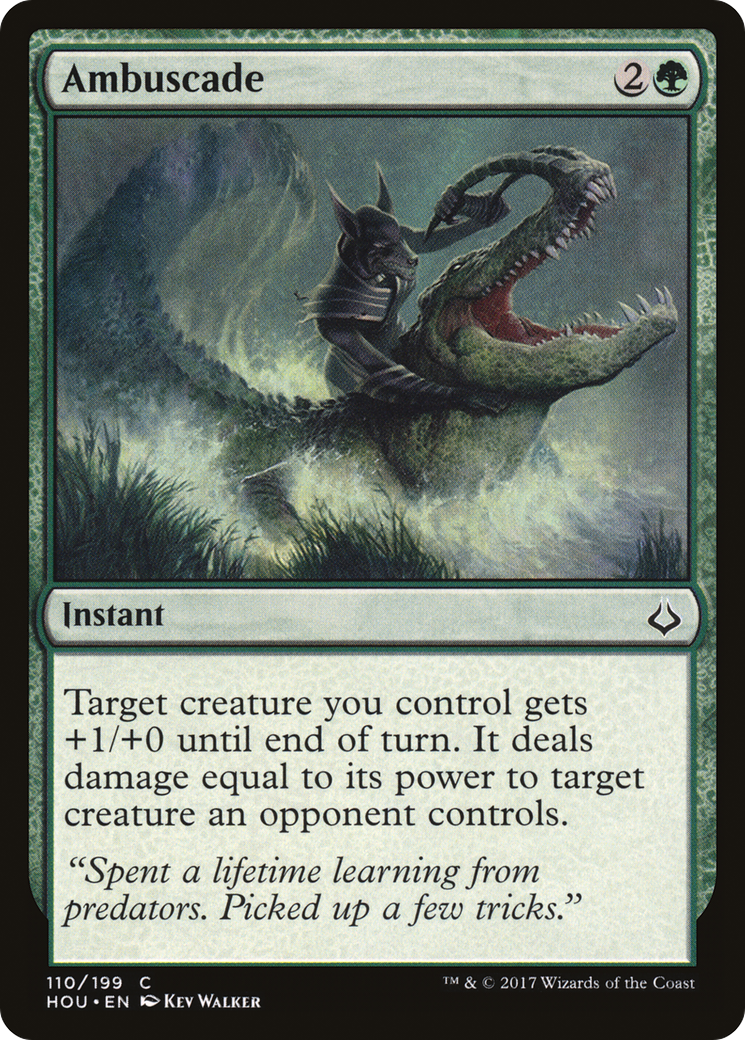 Ambuscade 2
Instant
Target creature you control gets
+1/+0 until end of turn. It deals
damage equal to its power to target
creature an opponent controls.
“Spent a lifetime learning from
predators. Picked up a few tricks.”
110/199 C ™ & © 2017 Wizards of the Coast
HOU • EN Kev Walker